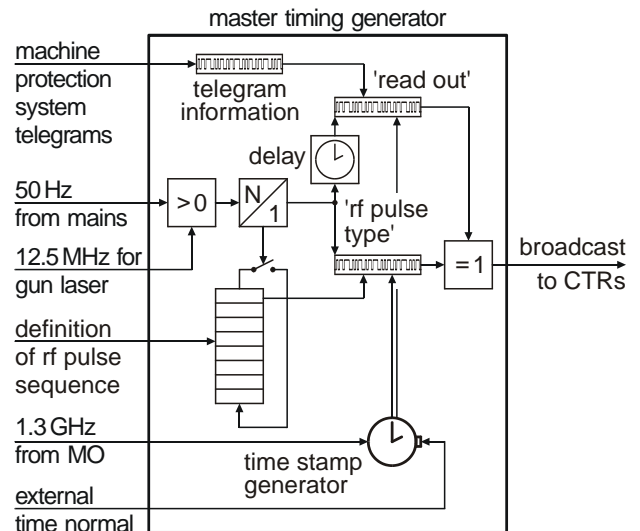 master timing generator
machine
protection
system
telegrams
telegram
information
'read out'
delay
50 Hz
from mains
> 0
N/1
'rf pulse
type'
12.5 MHz for
gun laser
= 1
broadcast
to CTRs
definition
of rf pulse
sequence
1.3 GHz
from MO
time stamp
generator
external
time normal